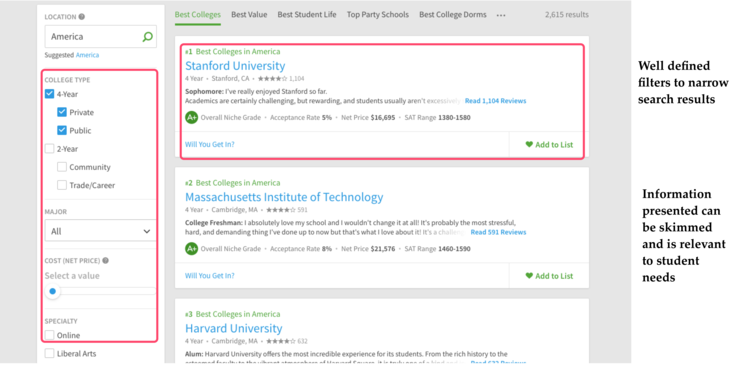 LOCATION ?
America
Suggested America
COLLEGE TYPE
4-Year
Private
Public
2-Year
Community
Trade/Career
MAJOR
All
COST (NET PRICE) ?
Select a value
SPECIALTY
Online
Liberal Arts
Best Colleges Best Value Best Student Life Top Party Schools Best College Dorms ••• 2,615 results
#1 Best Colleges in America
Stanford University
4 Year • Stanford, CA • ★★★★☆ 1,104
Sophomore: I've really enjoyed Stanford so far.
Academics are certainly challenging, but rewarding, and students usually aren't excessively Read 1,104 Reviews
A+ Overall Niche Grade • Acceptance Rate 5% • Net Price $16,695 • SAT Range 1380-1580
Will You Get In? Add to List
#2 Best Colleges in America
Massachusetts Institute of Technology
4 Year • Cambridge, MA • ★★★★☆ 591
College Freshman: I absolutely love my school and I wouldn't change it at all! It's probably the most stressful,
hard, and demanding thing I've done up to now but that's what I love about it! It's a Read 591 Reviews
A+ Overall Niche Grade • Acceptance Rate 8% • Net Price $21,576 • SAT Range 1460-1590
Will You Get In? Add to List
#3 Best Colleges in America
Harvard University
4 Year • Cambridge, MA • ★★★★☆ 632
Alum: Harvard University offers the most incredible experience for its students. From the rich history to the
Well defined
filters to narrow
search results
Information
presented can
be skimmed
and is relevant
to student
needs